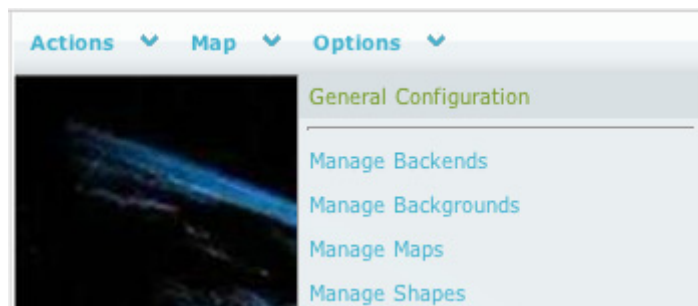 Actions Map Options
General Configuration
Manage Backends
Manage Backgrounds
Manage Maps
Manage Shapes